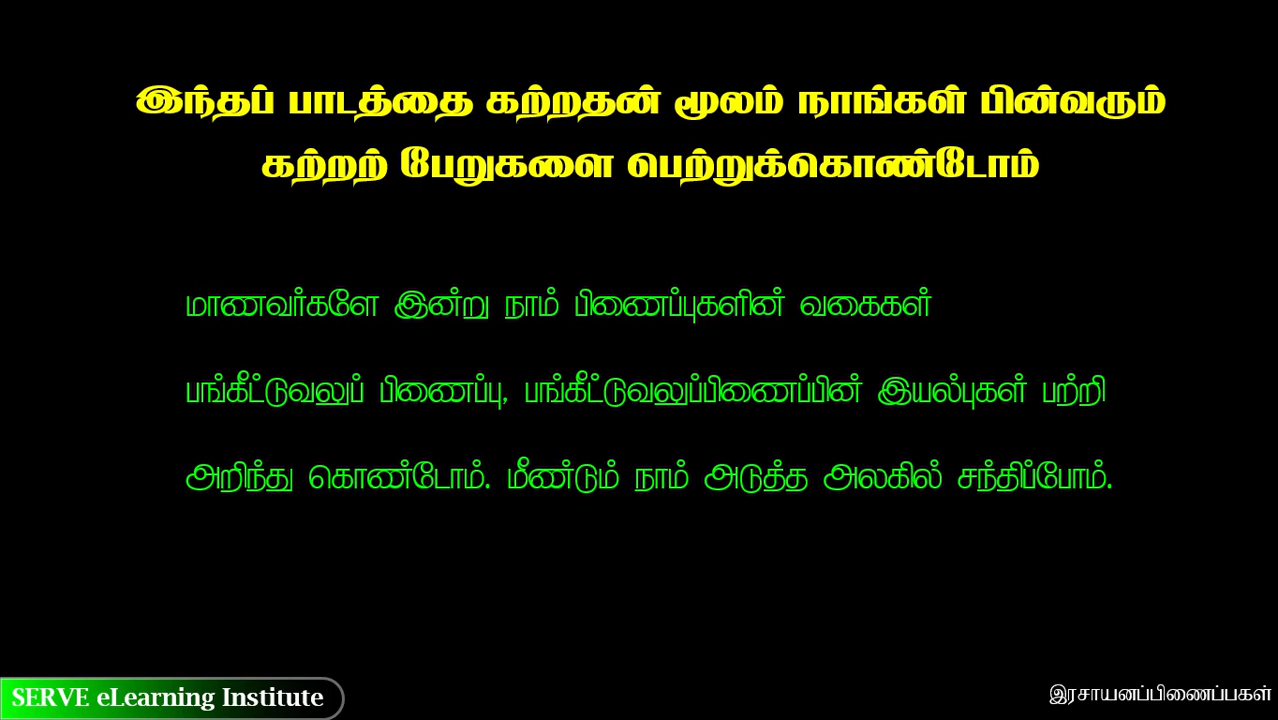 இந்தப் பாடத்தை கற்றதன் மூலம் நாங்கள் பின்வரும்
கற்றற் பேறுகளை பெற்றுக்கொண்டோம்
மாணவர்களே இன்று நாம் பிணைப்புகளின் வகைகள்
பங்கீட்டுவலுப் பிணைப்பு, பங்கீட்டுவலுப்பிணைப்பின் இயல்புகள் பற்றி
அறிந்து கொண்டோம். மீண்டும் நாம் அடுத்த அலகில் சந்திப்போம்.
SERVE eLearning Institute
இரசாயனப்பிணைப்பகள்